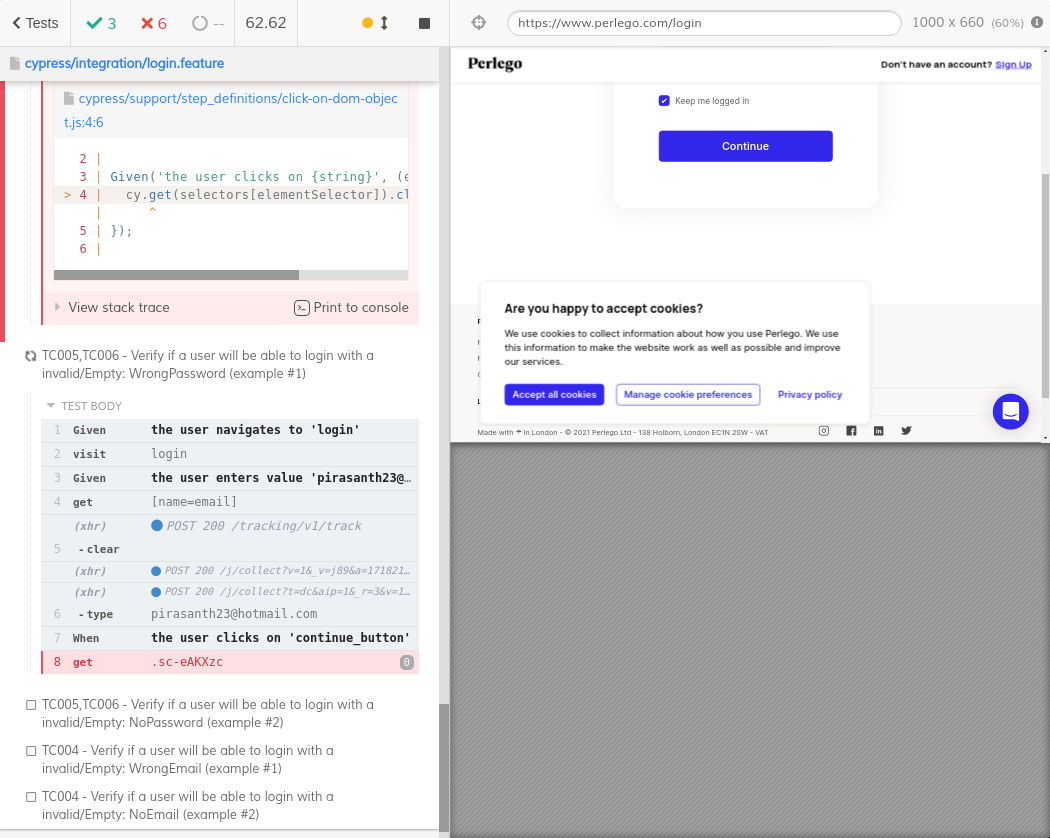 Tests
3
6
--
62.62
cypress/integration/login.feature
cypress/support/step_definitions/click-on-dom-objec
t.js:4:6
2 |
3 | Given('the user clicks on {string}', (e
> 4 | cy.get(selectors[elementSelector]).cl
| ^
5 | });
6 |
View stack trace
Print to console
TC005,TC006 - Verify if a user will be able to login with a
invalid/Empty: WrongPassword (example #1)
TEST BODY
1 Given the user navigates to 'login'
2 visit login
3 Given the user enters value 'pirasanth23@…
4 get [name=email]
(xhr) POST 200 /tracking/v1/track
5 -clear
(xhr) POST 200 /j/collect?v=1&_v=j89&a=171821…
(xhr) POST 200 /j/collect?t=dc&aip=1&_r=3&v=1…
6 -type pirasanth23@hotmail.com
7 When the user clicks on 'continue_button'
8 get .sc-eAKXzc 0
TC005,TC006 - Verify if a user will be able to login with a
invalid/Empty: NoPassword (example #2)
TC004 - Verify if a user will be able to login with a
invalid/Empty: WrongEmail (example #1)
TC004 - Verify if a user will be able to login with a
invalid/Empty: NoEmail (example #2)
https://www.perlego.com/login
1000 x 660 (60%)
Perlego
Don't have an account? Sign Up
Keep me logged in
Continue
Are you happy to accept cookies?
We use cookies to collect information about how you use Perlego. We use
this information to make the website work as well as possible and improve
our services.
Accept all cookies
Manage cookie preferences
Privacy policy
Made with ☂ in London - © 2021 Perlego Ltd - 138 Holborn, London EC1N 2SW - VAT